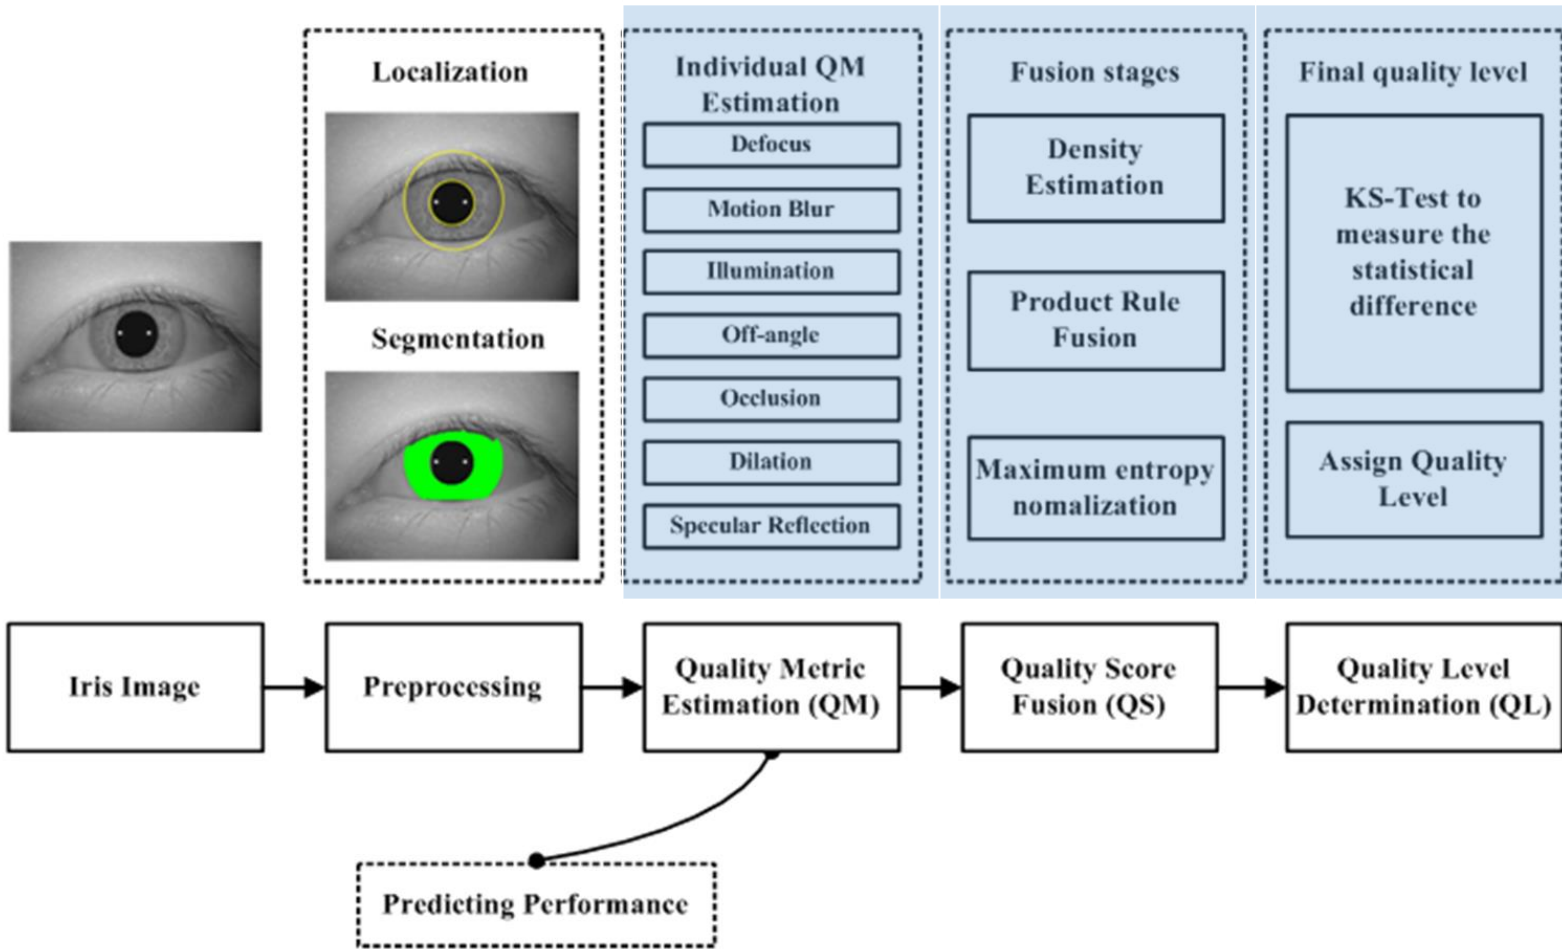 Localization
Segmentation
Individual QM
Estimation
Defocus
Motion Blur
Illumination
Off-angle
Occlusion
Dilation
Specular Reflection
Fusion stages
Density
Estimation
Product Rule
Fusion
Maximum entropy
nomalization
Final quality level
KS-Test to
measure the
statistical
difference
Assign Quality
Level
Iris Image
Preprocessing
Quality Metric
Estimation (QM)
Quality Score
Fusion (QS)
Quality Level
Determination (QL)
Predicting Performance